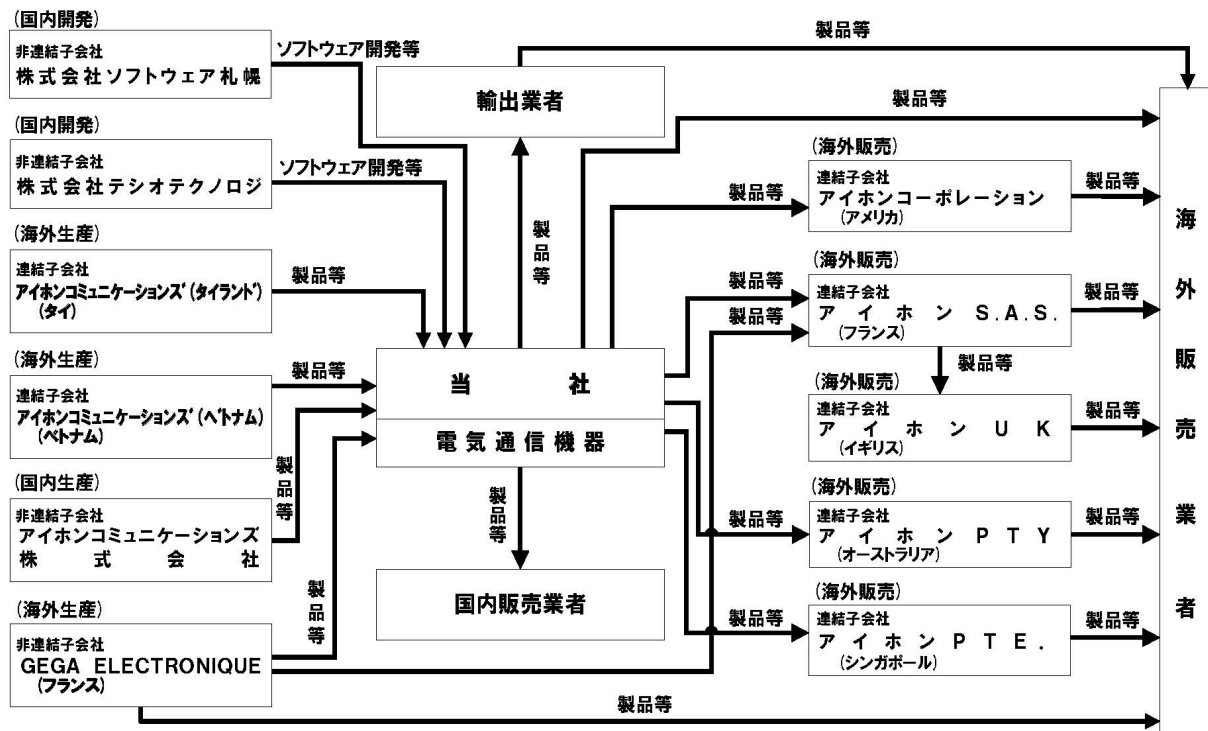 (国内開発)
非連結子会社
株式会社ソフトウェア札幌
ソフトウェア開発等
(国内開発)
非連結子会社
株式会社テシオテクノロジ
ソフトウェア開発等
(海外生産)
連結子会社
アイホンコミュニケーションズ(タイランド)
(タイ)
製品等
(海外生産)
連結子会社
アイホンコミュニケーションズ(ベトナム)
(ベトナム)
製品等
(国内生産)
非連結子会社
アイホンコミュニケーションズ
株式会社
製品等
(海外生産)
非連結子会社
GEGA ELECTRONIQUE
(フランス)
製品等
輸出業者
製品等
製品等
当社
電気通信機器
製品等
国内販売業者
製品等
製品等
(海外販売)
連結子会社
アイホンコーポレーション
(アメリカ)
製品等
製品等
製品等
(海外販売)
連結子会社
アイホン S.A.S.
(フランス)
製品等
製品等
(海外販売)
連結子会社
アイホン UK
(イギリス)
製品等
製品等
(海外販売)
連結子会社
アイホン PTY
(オーストラリア)
製品等
製品等
(海外販売)
連結子会社
アイホンPTE.
(シンガポール)
製品等
製品等
海外販売業者